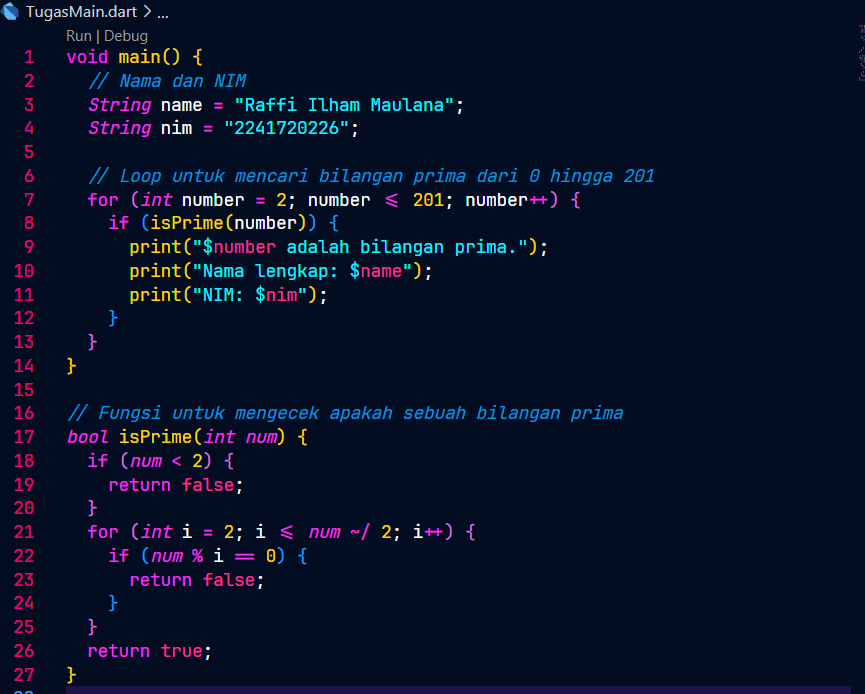 TugasMain.dart > ...
Run | Debug
1 void main() {
2 // Nama dan NIM
3 String name = "Raffi Ilham Maulana";
4 String nim = "2241720226";
5
6 // Loop untuk mencari bilangan prima dari 0 hingga 201
7 for (int number = 2; number <= 201; number++) {
8 if (isPrime(number)) {
9 print("$number adalah bilangan prima.");
10 print("Nama lengkap: $name");
11 print("NIM: $nim");
12 }
13 }
14 }
15
16 // Fungsi untuk mengecek apakah sebuah bilangan prima
17 bool isPrime(int num) {
18 if (num < 2) {
19 return false;
20 }
21 for (int i = 2; i <= num ~/ 2; i++) {
22 if (num % i == 0) {
23 return false;
24 }
25 }
26 return true;
27 }